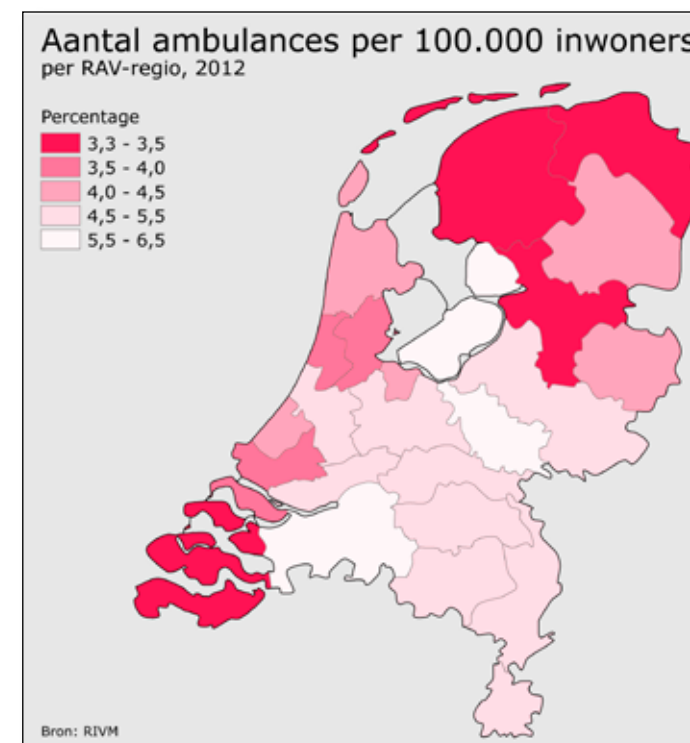 Aantal ambulances per 100.000 inwoners
per RAV-regio, 2012
Percentage
3,3 - 3,5
3,5 - 4,0
4,0 - 4,5
4,5 - 5,5
5,5 - 6,5
Bron: RIVM